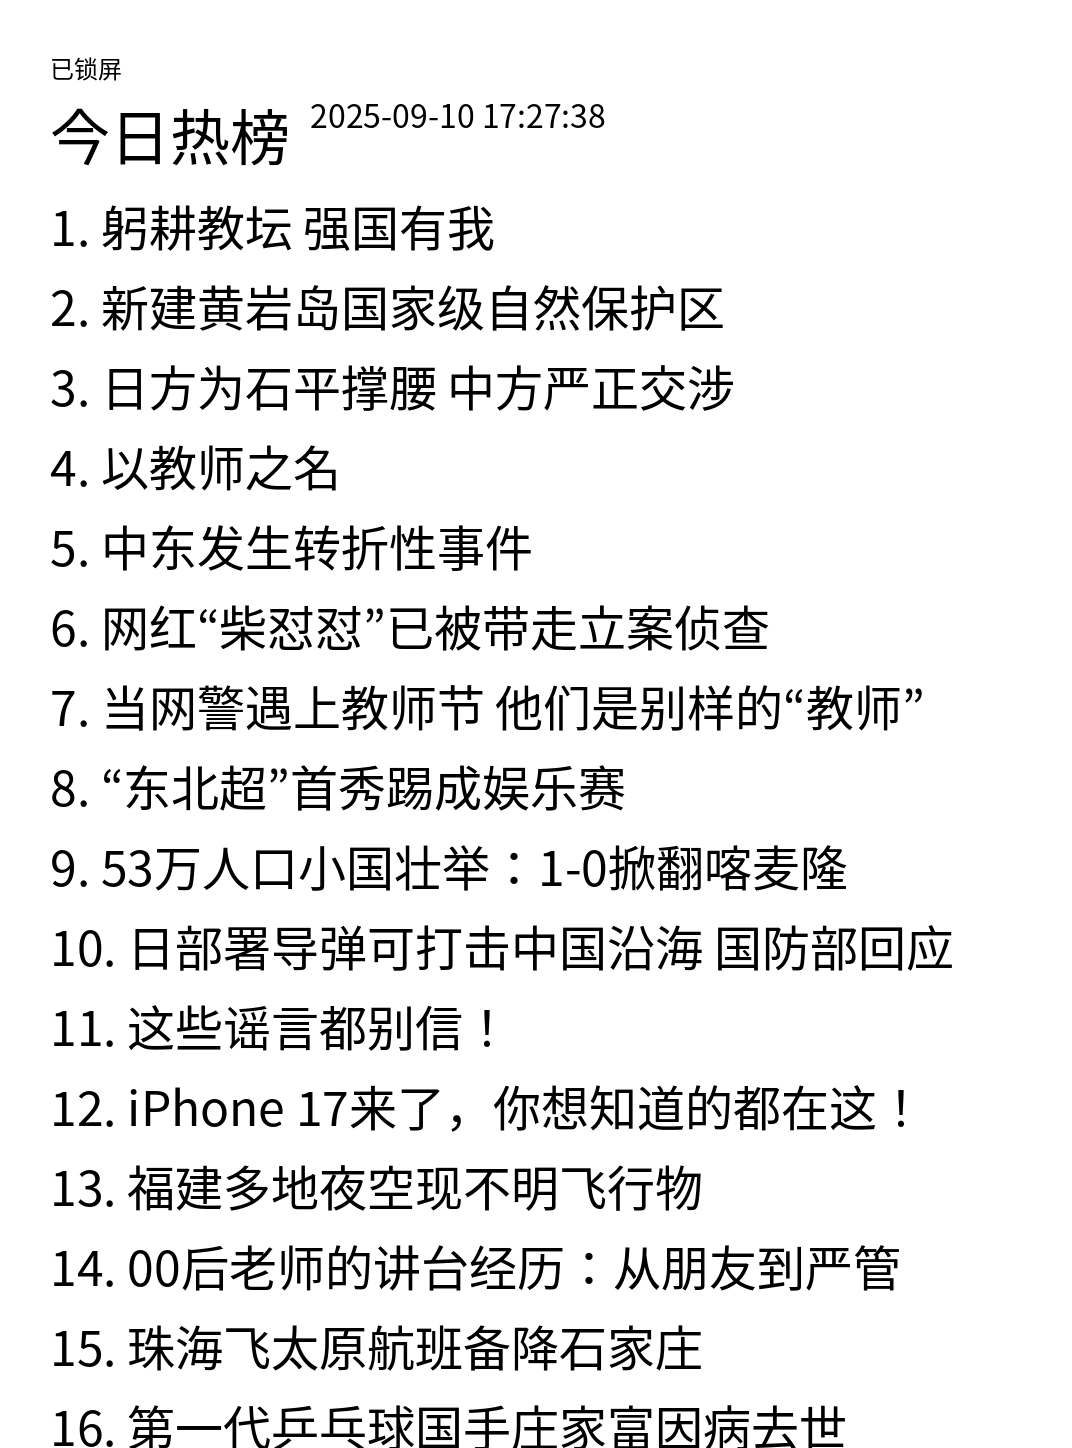 已锁屏
今日热榜 2025-09-10 17:27:38
1. 躬耕教坛 强国有我
2. 新建黄岩岛国家级自然保护区
3. 日方为石平撑腰 中方严正交涉
4. 以教师之名
5. 中东发生转折性事件
6. 网红“柴怼怼”已被带走立案侦查
7. 当网警遇上教师节 他们是别样的“教师”
8. “东北超”首秀踢成娱乐赛
9. 53万人口小国壮举：1-0掀翻喀麦隆
10. 日部署导弹可打击中国沿海 国防部回应
11. 这些谣言都别信！
12. iPhone 17来了，你想知道的都在这！
13. 福建多地夜空现不明飞行物
14. 00后老师的讲台经历：从朋友到严管
15. 珠海飞太原航班备降石家庄
16. 第一代乒乓球国手庄家富因病去世